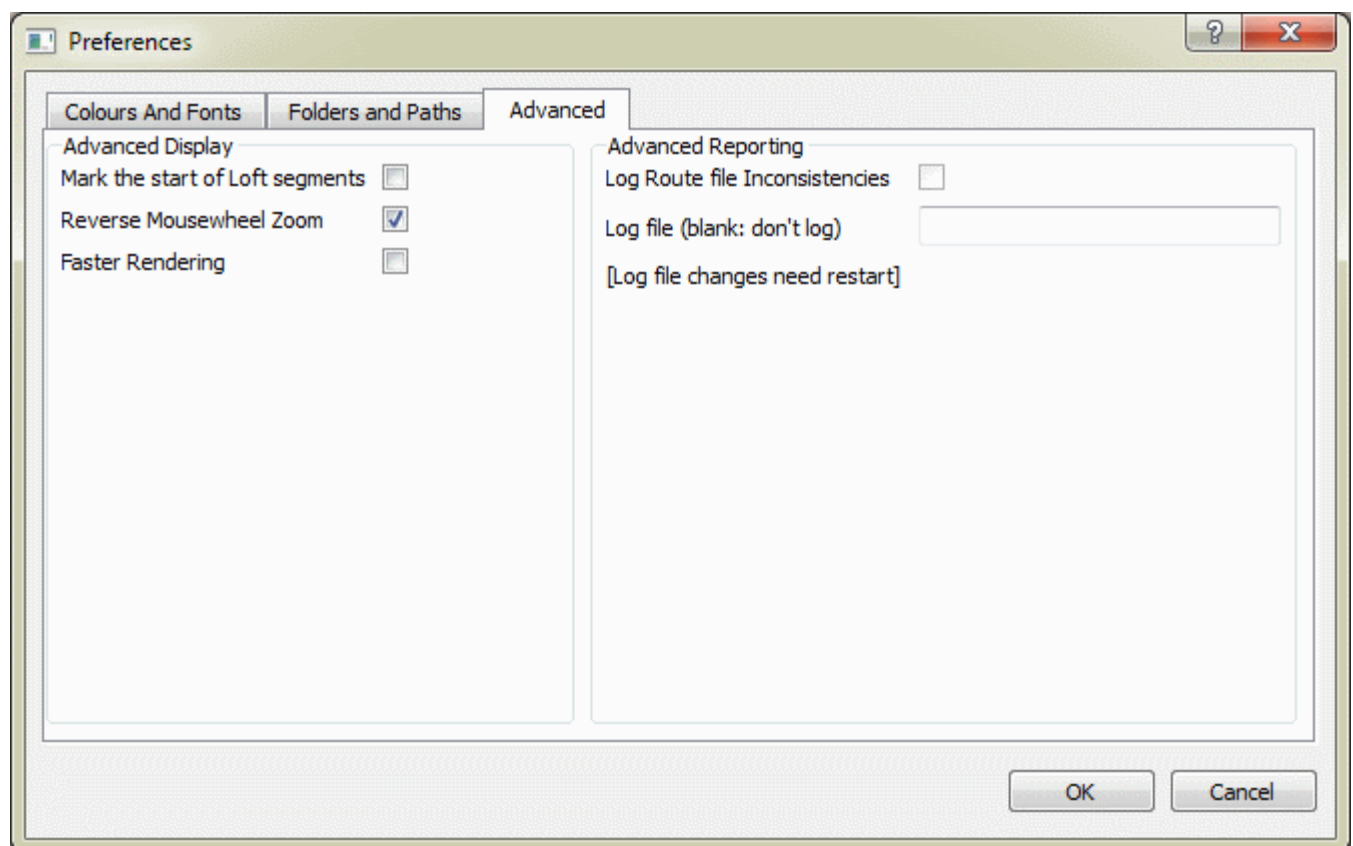 Preferences
Colours And Fonts
Folders and Paths
Advanced
Advanced Display
Mark the start of Loft segments
Reverse Mousewheel Zoom
Faster Rendering
Advanced Reporting
Log Route file Inconsistencies
Log file (blank: don't log)
[Log file changes need restart]
OK
Cancel